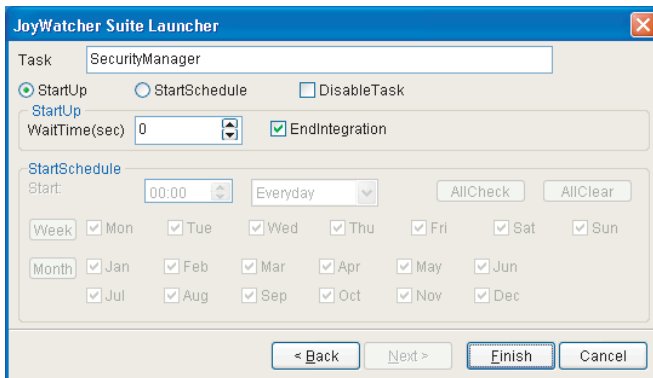 JoyWatcher Suite Launcher
Task SecurityManager
StartUp StartSchedule DisableTask
StartUp
WaitTime(sec) 0 EndIntegration
StartSchedule
Start: 00:00 Everyday AllCheck AllClear
Week Mon Tue Wed Thu Fri Sat Sun
Month Jan Feb Mar Apr May Jun
Jul Aug Sep Oct Nov Dec
< Back Next > Finish Cancel